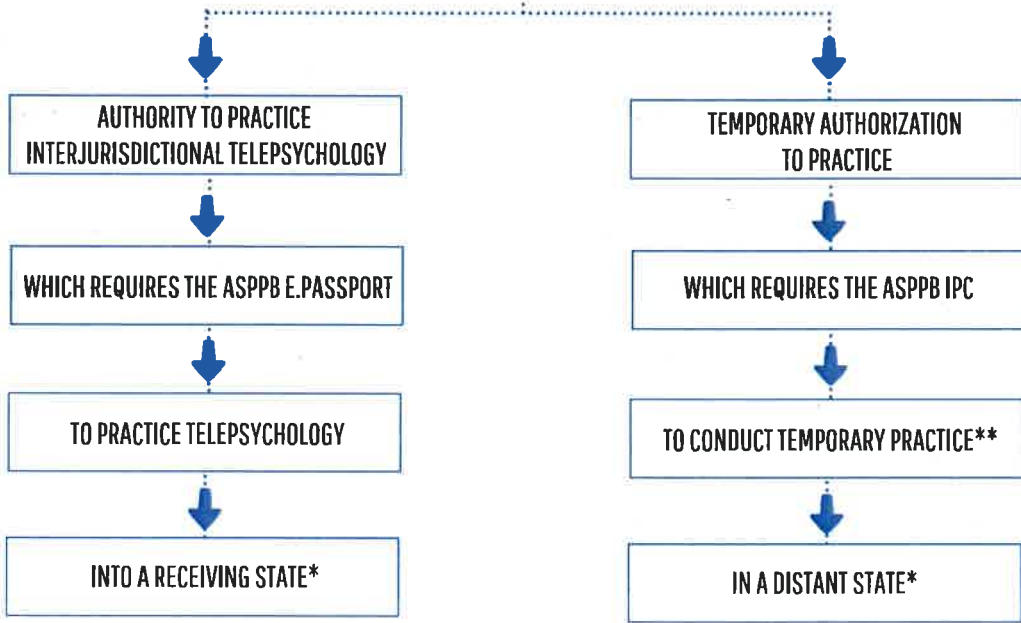 AUTHORITY TO PRACTICE
INTERJURISDICTIONAL TELEPSYCHOLOGY
WHICH REQUIRES THE ASPPB E.PASSPORT
TO PRACTICE TELEPSYCHOLOGY
INTO A RECEIVING STATE*
TEMPORARY AUTHORIZATION
TO PRACTICE
WHICH REQUIRES THE ASPPB IPC
TO CONDUCT TEMPORARY PRACTICE**
IN A DISTANT STATE*